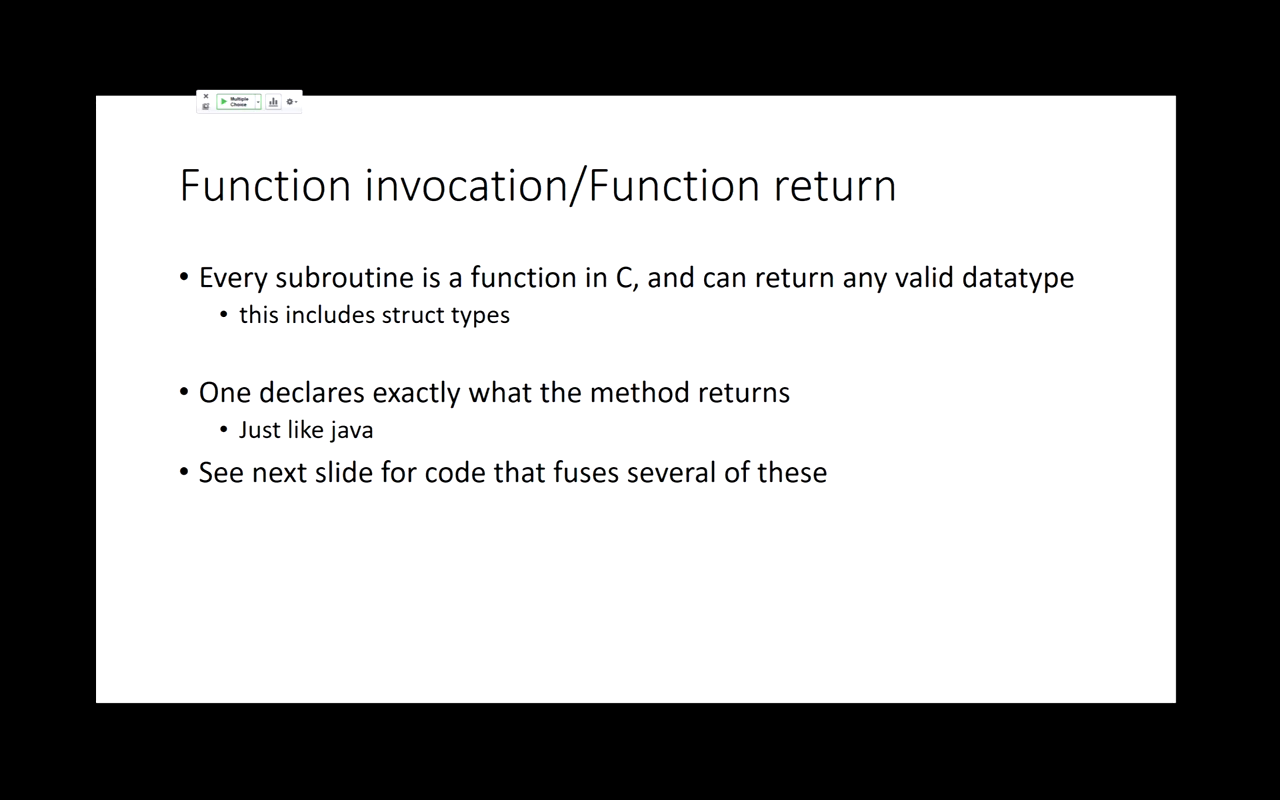 Multiple
Choice
Function invocation/Function return
• Every subroutine is a function in C, and can return any valid datatype
• this includes struct types
• One declares exactly what the method returns
• Just like java
• See next slide for code that fuses several of these